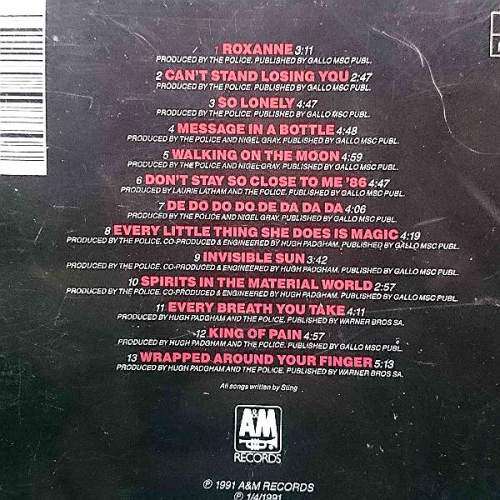 1 ROXANNE 3:11
PRODUCED BY THE POLICE. PUBLISHED BY GALLO MSC PUBL.
2 CAN'T STAND LOSING YOU 2:47
PRODUCED BY THE POLICE. PUBLISHED BY GALLO MSC PUBL.
3 SO LONELY 4:47
PRODUCED BY THE POLICE. PUBLISHED BY GALLO MSC PUBL.
4 MESSAGE IN A BOTTLE 4:48
PRODUCED BY THE POLICE AND NIGEL GRAY. PUBLISHED BY GALLO MSC PUBL.
5 WALKING ON THE MOON 4:59
PRODUCED BY THE POLICE AND NIGEL GRAY. PUBLISHED BY GALLO MSC PUBL.
6 DON'T STAY SO CLOSE TO ME '86 4:47
PRODUCED BY LAURIE LATHAM AND THE POLICE. PUBLISHED BY GALLO MSC PUBL.
7 DE DO DO DO DE DA DA DA 4:06
PRODUCED BY THE POLICE AND NIGEL GRAY. PUBLISHED BY GALLO MSC PUBL.
8 EVERY LITTLE THING SHE DOES IS MAGIC 4:19
PRODUCED BY THE POLICE. CO-PRODUCED & ENGINEERED BY HUGH PADGHAM. PUBLISHED BY GALLO MSC PUBL.
9 INVISIBLE SUN 3:42
PRODUCED BY THE POLICE. CO-PRODUCED & ENGINEERED BY HUGH PADGHAM. PUBLISHED BY GALLO MSC PUBL.
10 SPIRITS IN THE MATERIAL WORLD 2:57
PRODUCED BY THE POLICE. CO-PRODUCED & ENGINEERED BY HUGH PADGHAM. PUBLISHED BY GALLO MSC PUBL.
11 EVERY BREATH YOU TAKE 4:11
PRODUCED BY HUGH PADGHAM AND THE POLICE. PUBLISHED BY WARNER BROS SA.
12 KING OF PAIN 4:57
PRODUCED BY HUGH PADGHAM AND THE POLICE. PUBLISHED BY GALLO MSC PUBL.
13 WRAPPED AROUND YOUR FINGER 5:13
PRODUCED BY HUGH PADGHAM AND THE POLICE. PUBLISHED BY WARNER BROS SA.
All songs written by Sting
A&M
RECORDS
℗ 1991 A&M RECORDS
℗ 1/4/1991